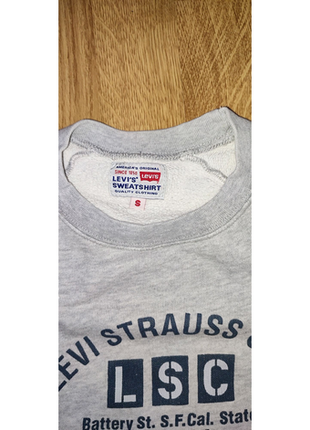 AMERICA'S ORIGINAL
SINCE 1850
LEVI'S
LEVI'S®
SWEATSHIRT
QUALITY CLOTHING
S
LEVI STRAUSS &
LSC
Battery St. S.F.Cal. State